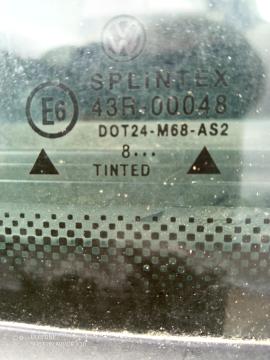 SPLINTEX
E6 43R-00048
DOT24-M68-AS2
8...
TINTED